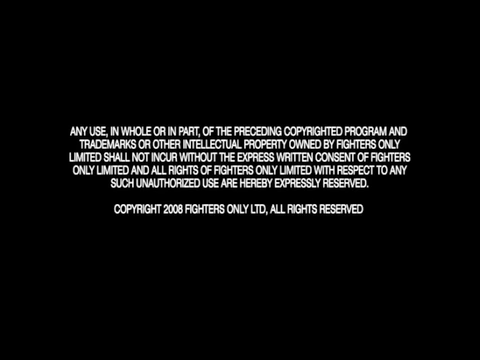 ANY USE, IN WHOLE OR IN PART, OF THE PRECEDING COPYRIGHTED PROGRAM AND
TRADEMARKS OR OTHER INTELLECTUAL PROPERTY OWNED BY FIGHTERS ONLY
LIMITED SHALL NOT INCUR WITHOUT THE EXPRESS WRITTEN CONSENT OF FIGHTERS
ONLY LIMITED AND ALL RIGHTS OF FIGHTERS ONLY LIMITED WITH RESPECT TO ANY
SUCH UNAUTHORIZED USE ARE HEREBY EXPRESSLY RESERVED.
COPYRIGHT 2008 FIGHTERS ONLY LTD, ALL RIGHTS RESERVED